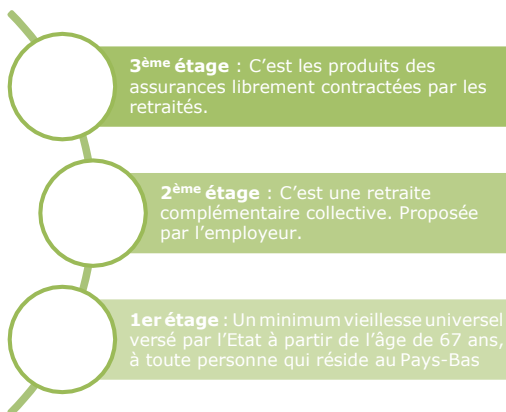 3ème étage : C'est les produits des
assurances librement contractées par les
retraités.
2ème étage : C'est une retraite
complémentaire collective. Proposée
par l'employeur.
1er étage : Un minimum vieillesse universel
versé par l'Etat à partir de l'âge de 67 ans,
à toute personne qui réside au Pays-Bas